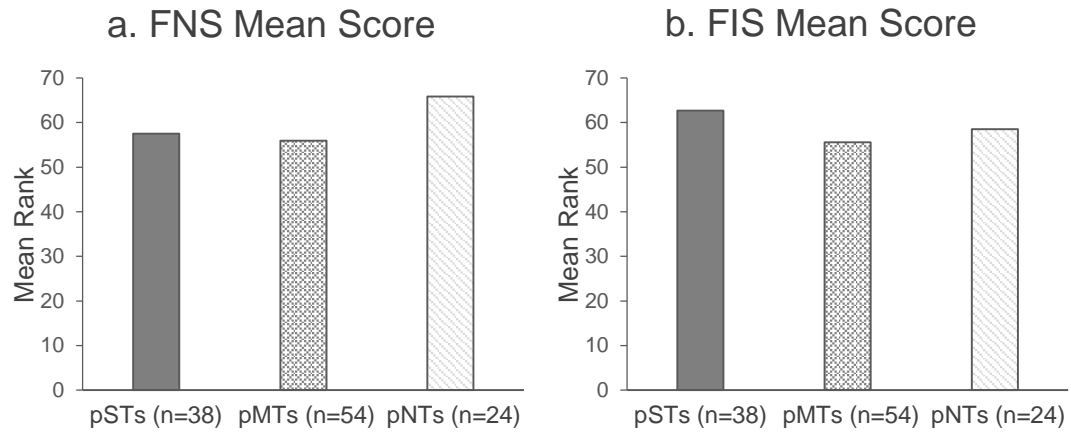 a. FNS Mean Score
Mean Rank
70
60
50
40
30
20
10
0
pSTs (n=38) pMTs (n=54) pNTs (n=24)
b. FIS Mean Score
Mean Rank
70
60
50
40
30
20
10
0
pSTs (n=38) pMTs (n=54) pNTs (n=24)